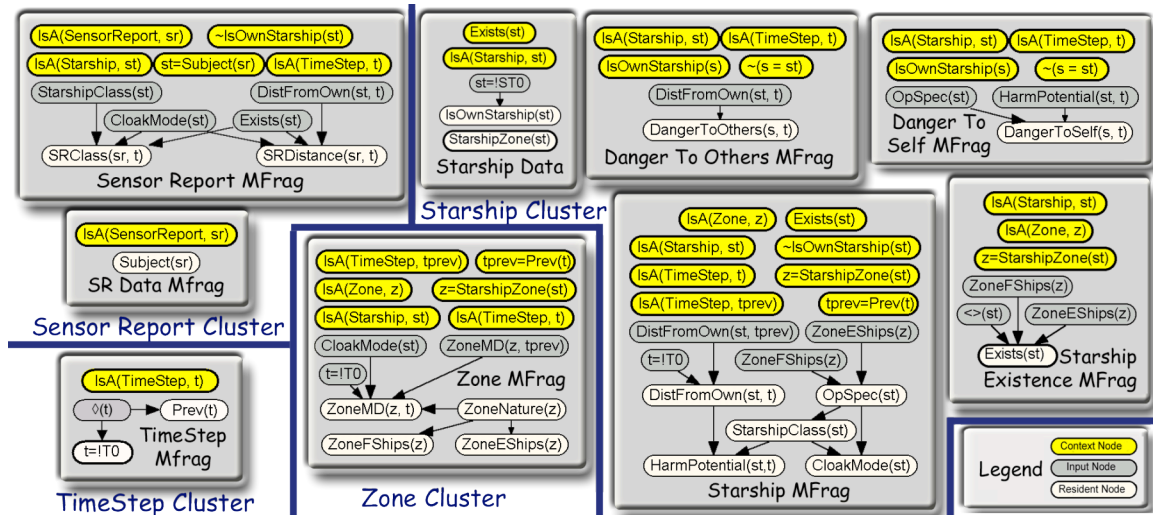 IsA(SensorReport, sr)
~IsOwnStarship(st)
IsA(Starship, st)
st=Subject(sr)
IsA(TimeStep, t)
StarshipClass(st)
DistFromOwn(st, t)
CloakMode(st)
Exists(st)
SRClass(sr, t)
SRDistance(sr, t)
Sensor Report MFrag
IsA(SensorReport, sr)
Subject(sr)
SR Data Mfrag
Sensor Report Cluster
IsA(TimeStep, t)
◊(t)
Prev(t)
TimeStep
Mfrag
t=!T0
TimeStep Cluster
Exists(st)
IsA(Starship, st)
st=!ST0
IsOwnStarship(st)
StarshipZone(st)
Starship Data
IsA(Starship, st)
IsA(TimeStep, t)
IsOwnStarship(s)
~(s = st)
DistFromOwn(st, t)
DangerToOthers(s, t)
Danger To Others MFrag
IsA(Starship, st)
IsA(TimeStep, t)
IsOwnStarship(s)
~(s = st)
OpSpec(st)
HarmPotential(st, t)
Danger To
Self MFrag
DangerToSelf(s, t)
Starship Cluster
IsA(TimeStep, tprev)
tprev=Prev(t)
IsA(Zone, z)
z=StarshipZone(st)
IsA(Starship, st)
IsA(TimeStep, t)
CloakMode(st)
ZoneMD(z, tprev)
t=!T0
Zone MFrag
ZoneMD(z, t)
ZoneNature(z)
ZoneFShips(z)
ZoneEShips(z)
Zone Cluster
IsA(Zone, z)
Exists(st)
IsA(Starship, st)
~IsOwnStarship(st)
IsA(TimeStep, t)
z=StarshipZone(st)
IsA(TimeStep, tprev)
tprev=Prev(t)
DistFromOwn(st, tprev)
ZoneEShips(z)
t=!T0
ZoneFShips(z)
DistFromOwn(st, t)
OpSpec(st)
StarshipClass(st)
HarmPotential(st,t)
CloakMode(st)
Starship MFrag
IsA(Starship, st)
IsA(Zone, z)
z=StarshipZone(st)
ZoneFShips(z)
<>(st)
ZoneEShips(z)
Exists(st)
Starship
Existence MFrag
Legend
Context Node
Input Node
Resident Node